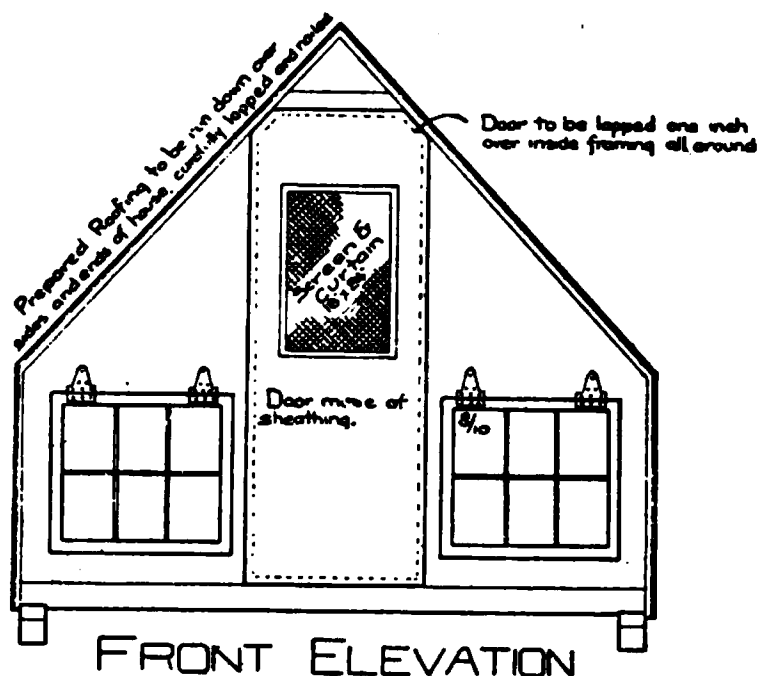 Prepared Roofing to be run down over
sides and ends of house, carefully lapped and nailed
Door to be lapped one inch
over inside framing all around
Screen &
Curtain
Door made of
sheathing.
8/10
FRONT ELEVATION